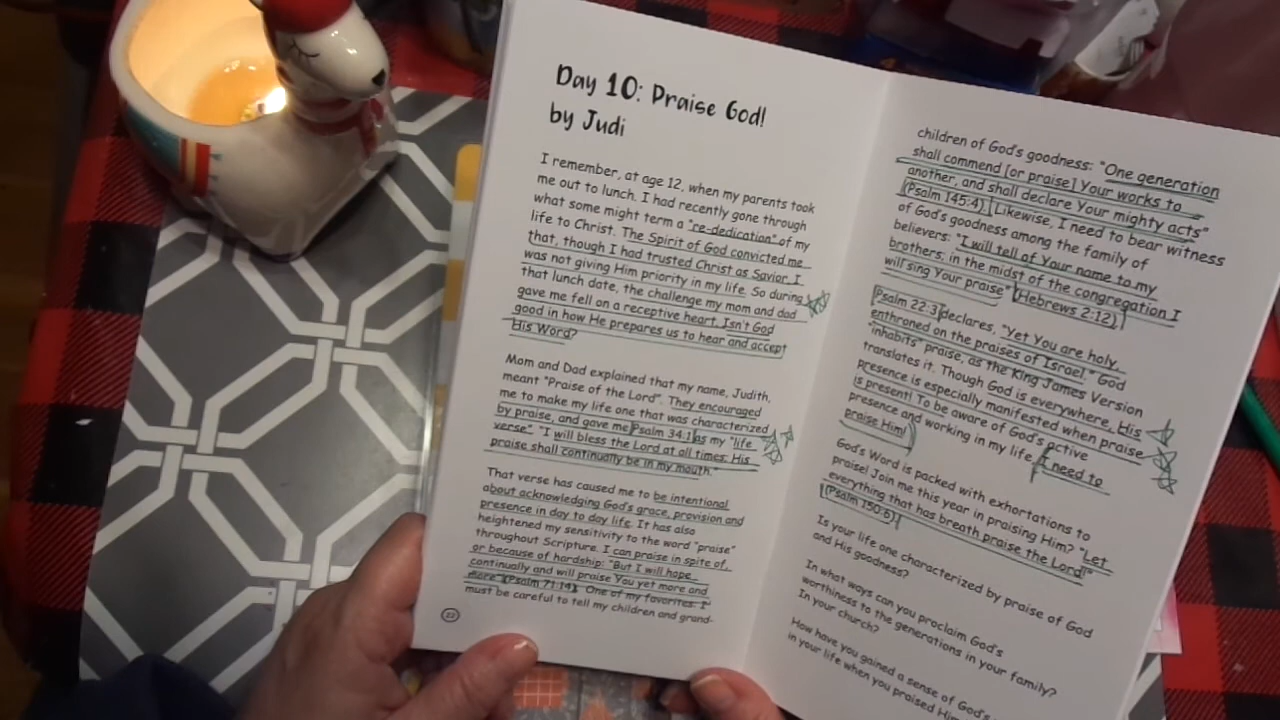 Day 10: Praise God!
by Judi
I remember, at age 12, when my parents took
me out to lunch. I had recently gone through
what some might term a "re-dedication" of my
life to Christ. The Spirit of God convicted me
that, though I had trusted Christ as Savior, I
was not giving Him priority in my life. So during
that lunch date, the challenge my mom and dad
gave me fell on a receptive heart. Isn't God
good in how He prepares us to hear and accept
His Word?
Mom and Dad explained that my name, Judith,
meant "Praise of the Lord". They encouraged
me to make my life one that was characterized
by praise, and gave me Psalm 34:1 as my "life
verse". "I will bless the Lord at all times; His
praise shall continually be in my mouth."
That verse has caused me to be intentional
about acknowledging God's grace, provision and
presence in day to day life. It has also
heightened my sensitivity to the word "praise"
throughout Scripture. I can praise in spite of,
or because of hardship: "But I will hope
continually and will praise You yet more and
more" (Psalm 71:14). One of my favorites. I
must be careful to tell my children and grand-
22
children of God's goodness: "One generation
shall commend [or praise] Your works to
another, and shall declare Your mighty acts"
(Psalm 145:4). Likewise, I need to bear witness
of God's goodness among the family of
believers: "I will tell of Your name to my
brothers; in the midst of the congregation I
will sing Your praise" (Hebrews 2:12).
Psalm 22:3 declares, "Yet You are holy,
enthroned on the praises of Israel." God
"inhabits" praise, as the King James Version
translates it. Though God is everywhere, His
presence is especially manifested when praise
is present! To be aware of God's active
presence and working in my life, I need to
praise Him!
God's Word is packed with exhortations to
praise! Join me this year in praising Him? "Let
everything that has breath praise the Lord!"
(Psalm 150:6)
Is your life one characterized by praise of God
and His goodness?
In what ways can you proclaim God's
worthiness to the generations in your family?
In your church?
How have you gained a sense of God's
in your life when you praised Him